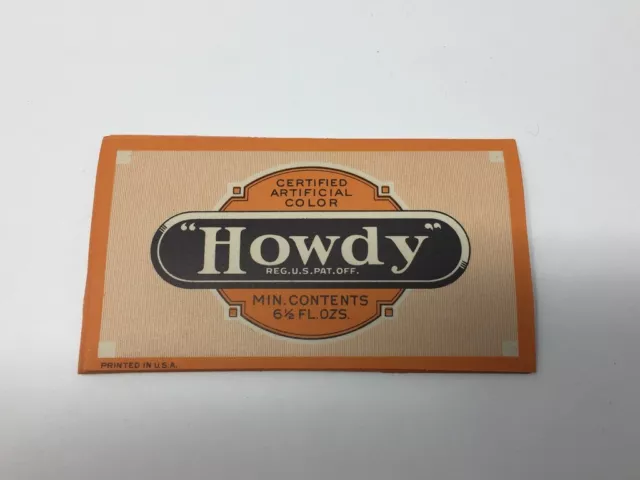 CERTIFIED
ARTIFICIAL
COLOR
"Howdy"
REG.U.S.PAT.OFF.
MIN.CONTENTS
6½ FL.OZS.
PRINTED IN U.S.A.